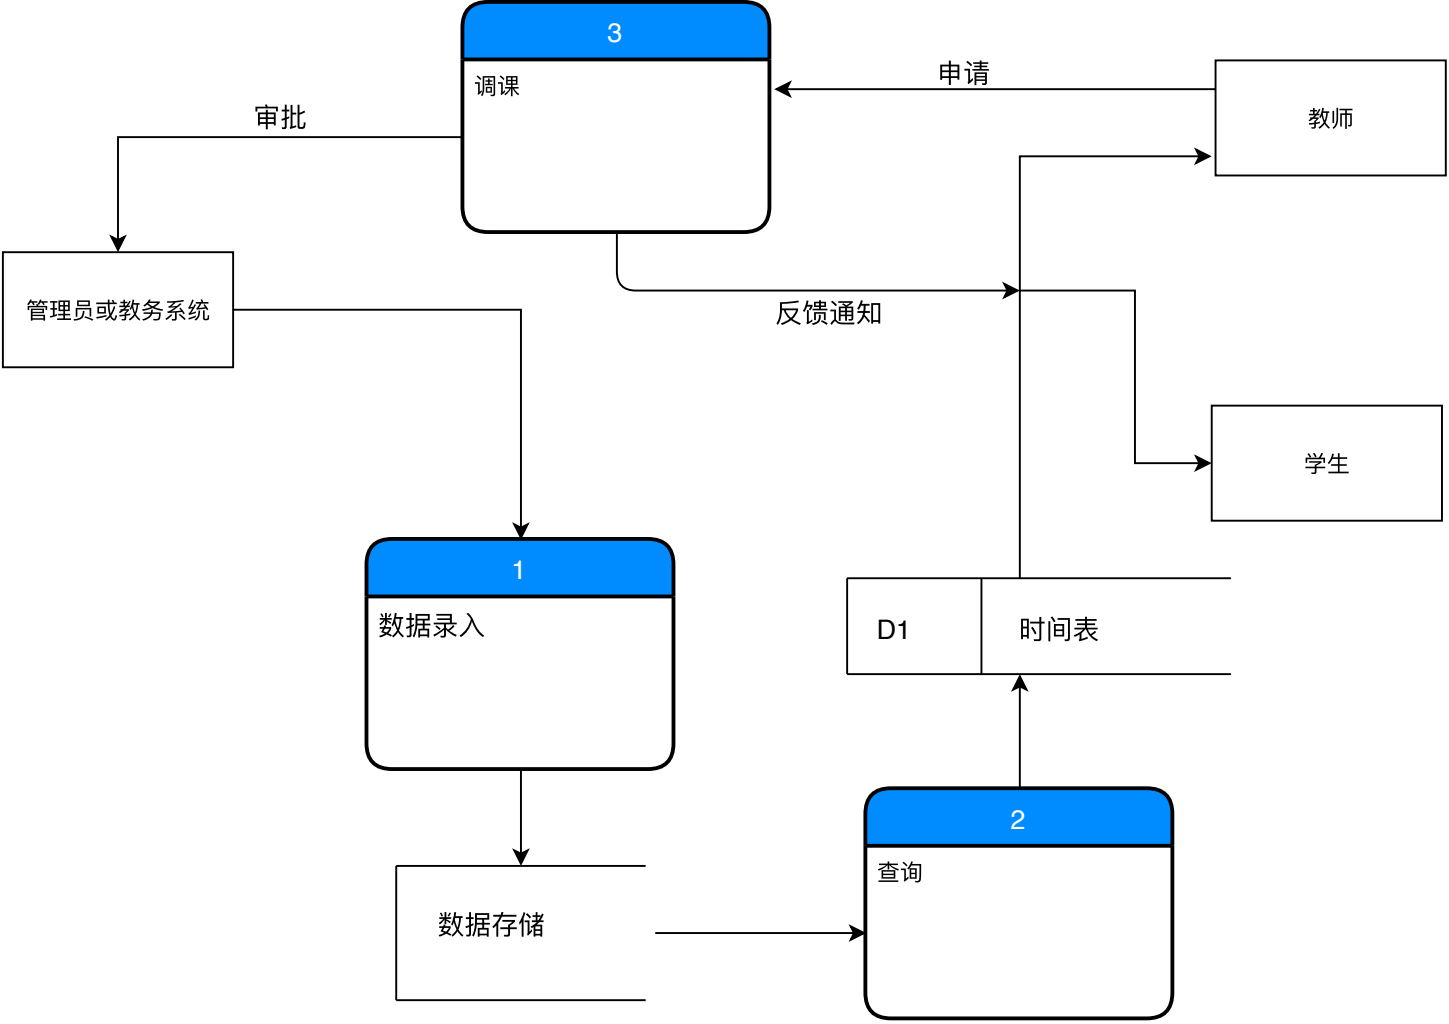 3
调课
申请
教师
审批
管理员或教务系统
反馈通知
学生
1
数据录入
D1
时间表
2
查询
数据存储